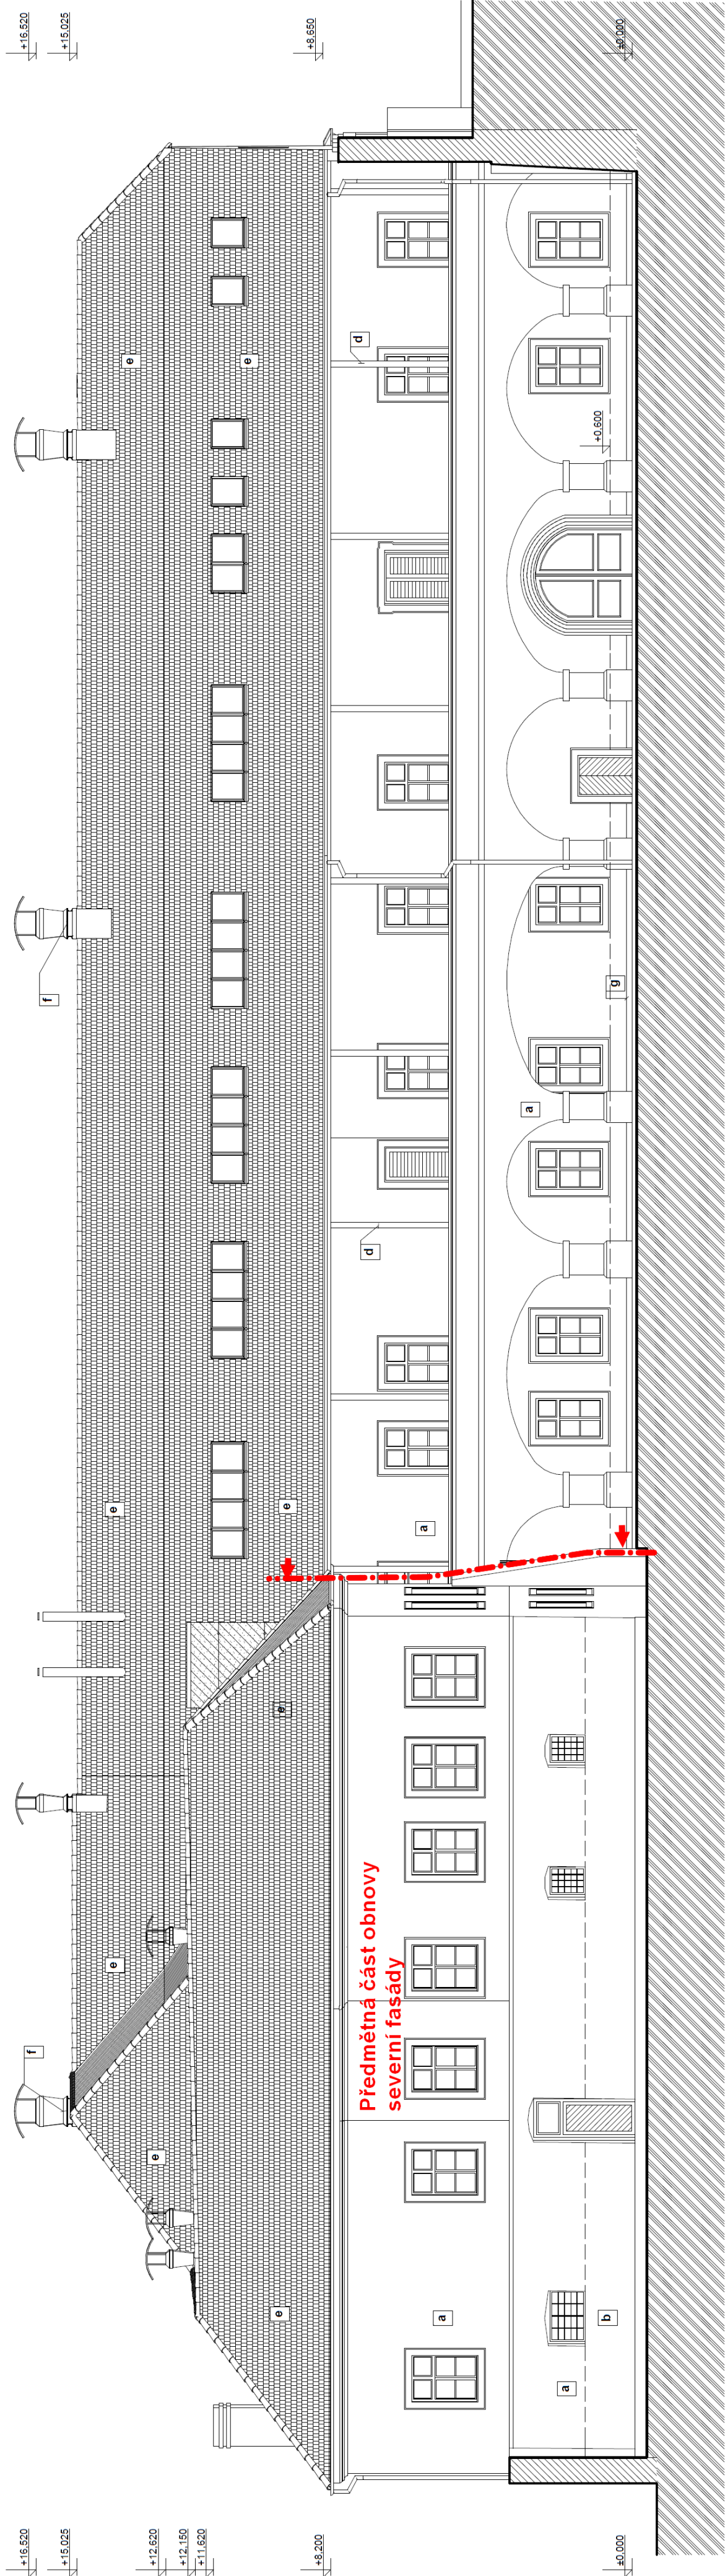 +16.520
+15.025
+12.620
+12.150
+11.620
+8.200
±0.000
+16.520
+15.025
+8.650
±0.000
+0.600
f
f
e
e
e
e
e
e
e
e
d
d
a
a
a
a
b
g
Předmětná část obnovy
severní fasády